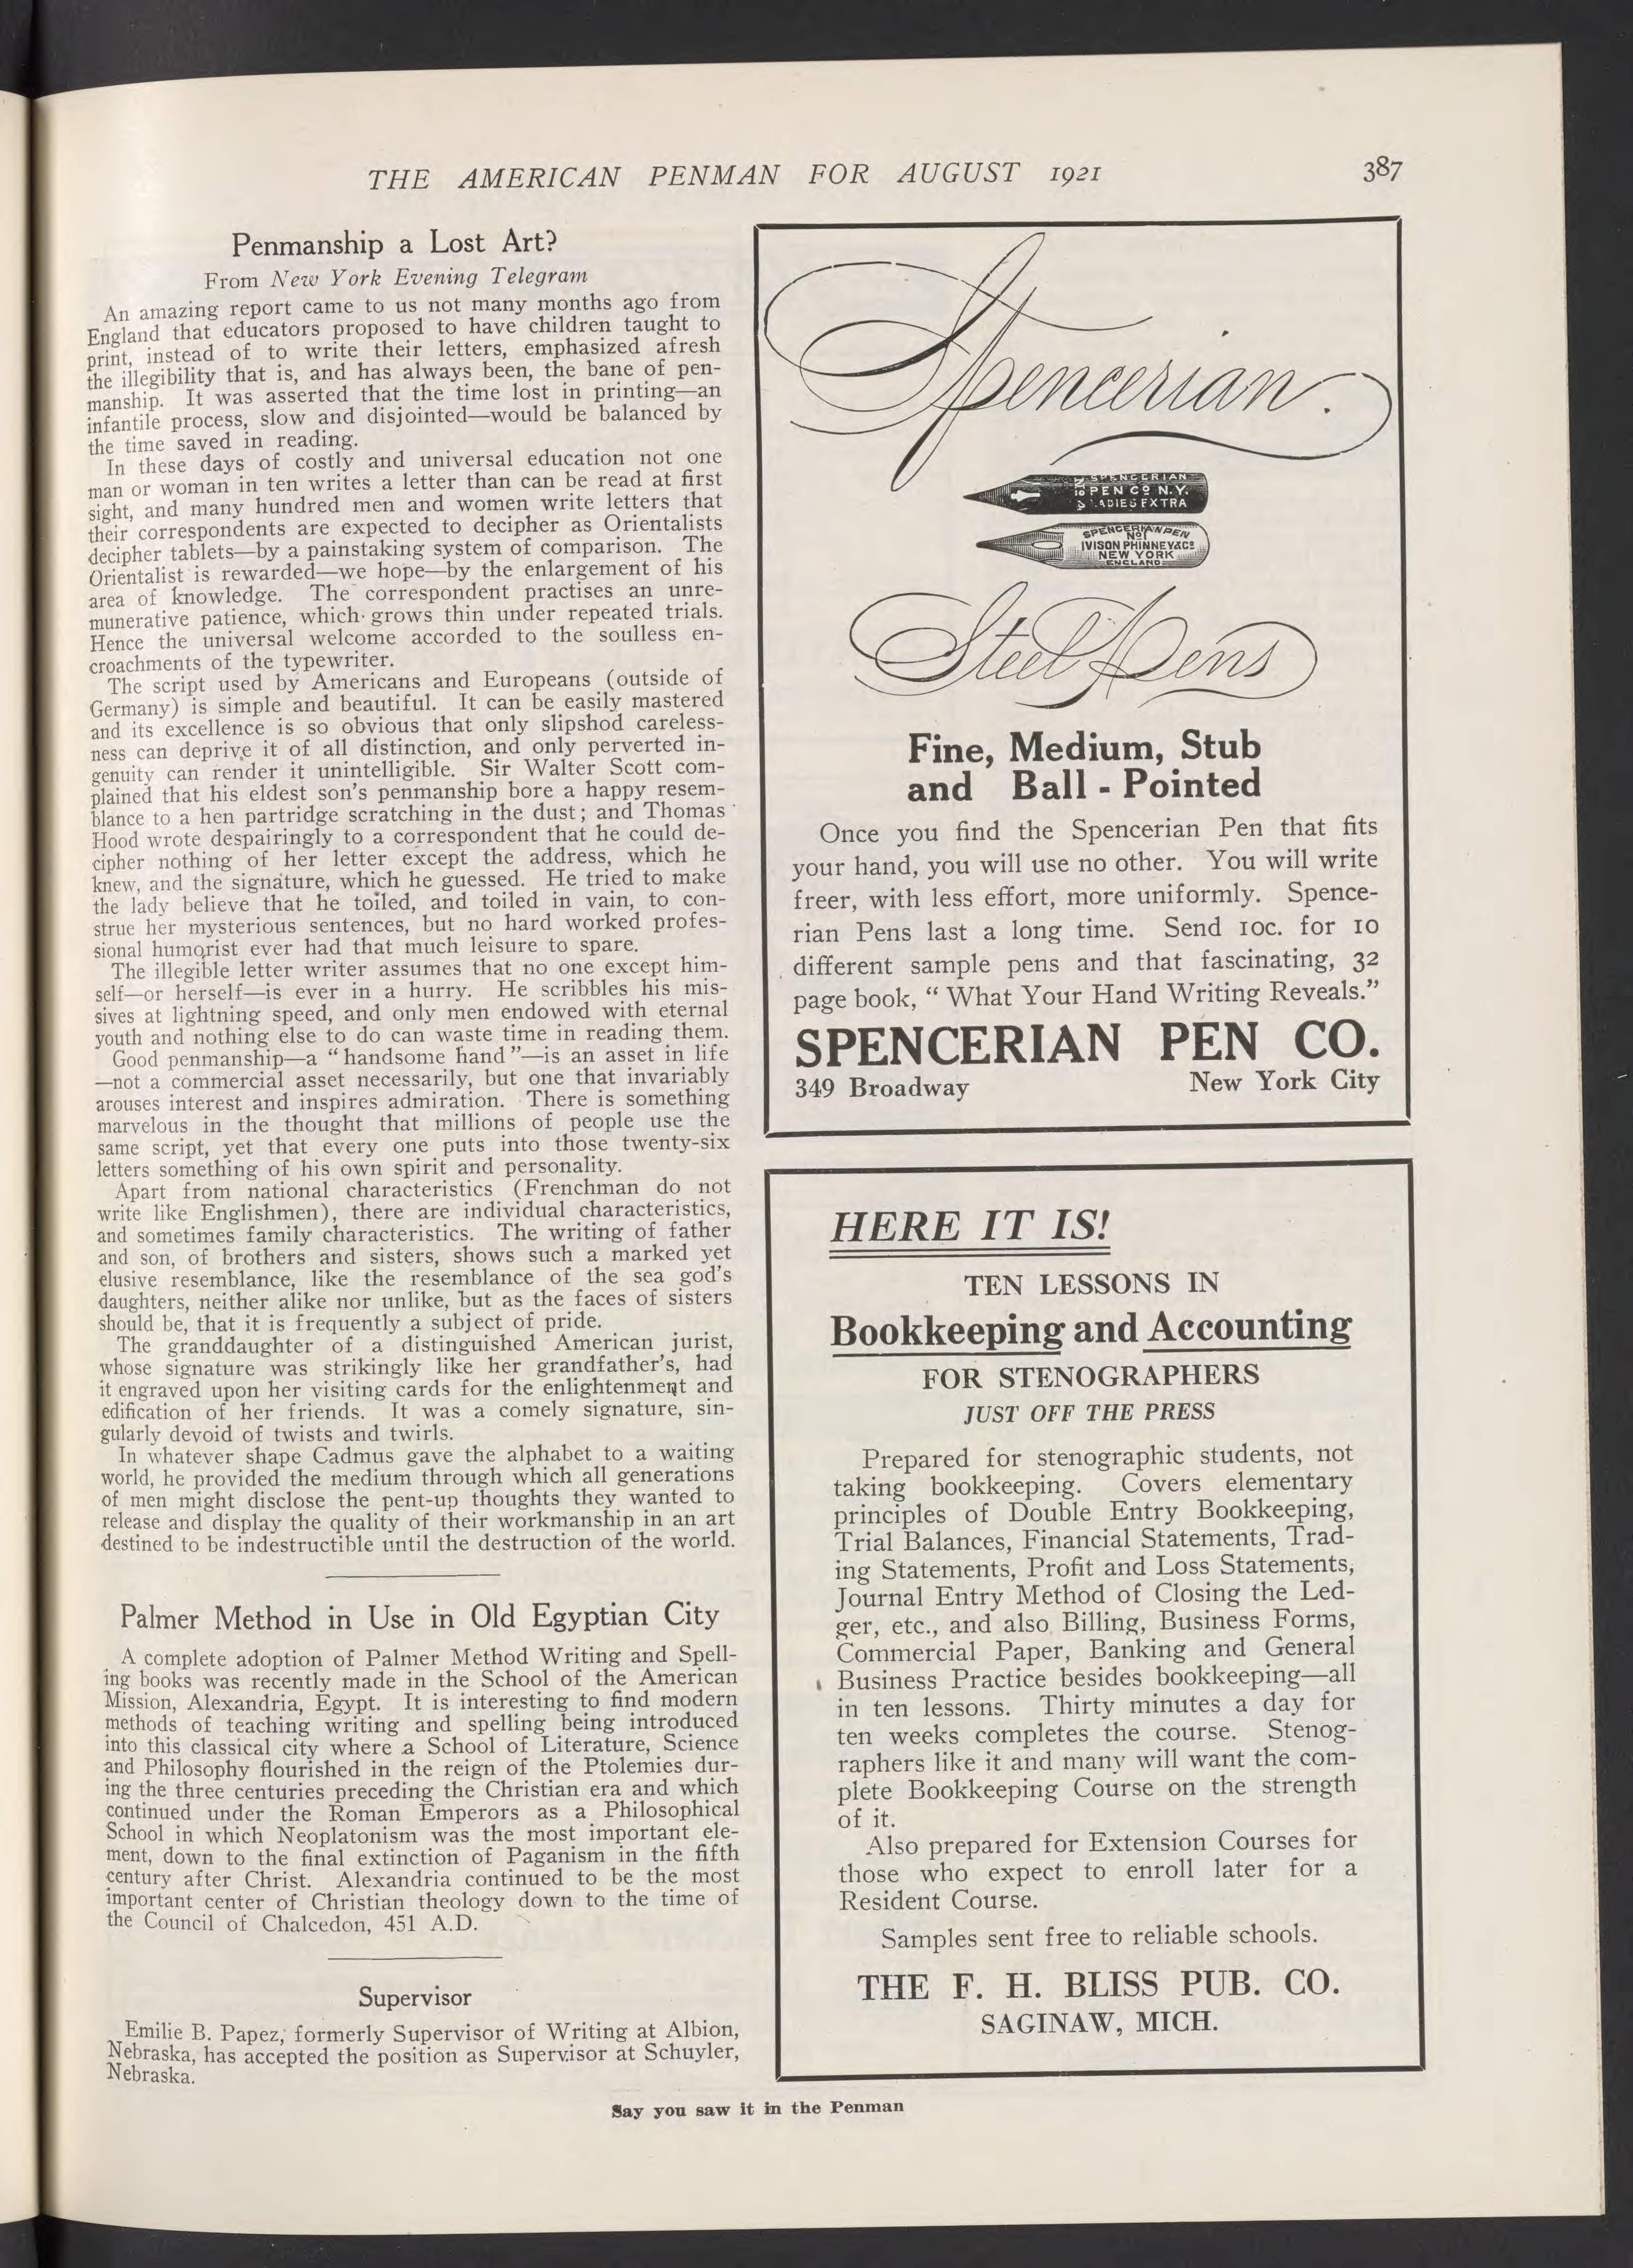 THE AMERICAN PENMAN FOR AUGUST 1921
387
Penmanship a Lost Art?
From New York Evening Telegram
An amazing report came to us not many months ago from
England that educators proposed to have children taught to
print, instead of to write their letters, emphasized afresh
the illegibility that is, and has always been, the bane of pen-
manship. It was asserted that the time lost in printing—an
infantile process, slow and disjointed—would be balanced by
the time saved in reading.
In these days of costly and universal education not one
man or woman in ten writes a letter than can be read at first
sight, and many hundred men and women write letters that
their correspondents are expected to decipher as Orientalists
decipher tablets—by a painstaking system of comparison. The
Orientalist is rewarded—we hope—by the enlargement of his
area of knowledge. The correspondent practises an unre-
munerative patience, which grows thin under repeated trials.
Hence the universal welcome accorded to the soulless en-
croachments of the typewriter.
The script used by Americans and Europeans (outside of
Germany) is simple and beautiful. It can be easily mastered
and its excellence is so obvious that only slipshod careless-
ness can deprive it of all distinction, and only perverted in-
genuity can render it unintelligible. Sir Walter Scott com-
plained that his eldest son's penmanship bore a happy resem-
blance to a hen partridge scratching in the dust; and Thomas
Hood wrote despairingly to a correspondent that he could de-
cipher nothing of her letter except the address, which he
knew, and the signature, which he guessed. He tried to make
the lady believe that he toiled, and toiled in vain, to con-
strue her mysterious sentences, but no hard worked profes-
sional humorist ever had that much leisure to spare.
The illegible letter writer assumes that no one except him-
self—or herself—is ever in a hurry. He scribbles his mis-
sives at lightning speed, and only men endowed with eternal
youth and nothing else to do can waste time in reading them.
Good penmanship—a "handsome hand"—is an asset in life
—not a commercial asset necessarily, but one that invariably
arouses interest and inspires admiration. There is something
marvelous in the thought that millions of people use the
same script, yet that every one puts into those twenty-six
letters something of his own spirit and personality.
Apart from national characteristics (Frenchman do not
write like Englishmen), there are individual characteristics,
and sometimes family characteristics. The writing of father
and son, of brothers and sisters, shows such a marked yet
elusive resemblance, like the resemblance of the sea god's
daughters, neither alike nor unlike, but as the faces of sisters
should be, that it is frequently a subject of pride.
The granddaughter of a distinguished American jurist,
whose signature was strikingly like her grandfather's, had
it engraved upon her visiting cards for the enlightenment and
edification of her friends. It was a comely signature, sin-
gularly devoid of twists and twirls.
In whatever shape Cadmus gave the alphabet to a waiting
world, he provided the medium through which all generations
of men might disclose the pent-up thoughts they wanted to
release and display the quality of their workmanship in an art
destined to be indestructible until the destruction of the world.
Palmer Method in Use in Old Egyptian City
A complete adoption of Palmer Method Writing and Spell-
ing books was recently made in the School of the American
Mission, Alexandria, Egypt. It is interesting to find modern
methods of teaching writing and spelling being introduced
into this classical city where a School of Literature, Science
and Philosophy flourished in the reign of the Ptolemies dur-
ing the three centuries preceding the Christian era and which
continued under the Roman Emperors as a Philosophical
School in which Neoplatonism was the most important ele-
ment, down to the final extinction of Paganism in the fifth
century after Christ. Alexandria continued to be the most
important center of Christian theology down to the time of
the Council of Chalcedon, 451 A.D.
Supervisor
Emilie B. Papez, formerly Supervisor of Writing at Albion,
Nebraska, has accepted the position as Supervisor at Schuyler,
Nebraska.
Spencerian.
SPENCERIAN
PEN CO. N.Y.
LADIES EXTRA
No 10
SPENCERIAN PEN
No 1
IVISON PHINNEY & Co
NEW YORK
ENGLAND
Steel Pens
Fine, Medium, Stub
and Ball-Pointed
Once you find the Spencerian Pen that fits
your hand, you will use no other. You will write
freer, with less effort, more uniformly. Spence-
rian Pens last a long time. Send 10c. for 10
different sample pens and that fascinating, 32
page book, "What Your Hand Writing Reveals."
SPENCERIAN PEN CO.
349 Broadway New York City
HERE IT IS!
TEN LESSONS IN
Bookkeeping and Accounting
FOR STENOGRAPHERS
JUST OFF THE PRESS
Prepared for stenographic students, not
taking bookkeeping. Covers elementary
principles of Double Entry Bookkeeping,
Trial Balances, Financial Statements, Trad-
ing Statements, Profit and Loss Statements,
Journal Entry Method of Closing the Led-
ger, etc., and also Billing, Business Forms,
Commercial Paper, Banking and General
Business Practice besides bookkeeping—all
in ten lessons. Thirty minutes a day for
ten weeks completes the course. Stenog-
raphers like it and many will want the com-
plete Bookkeeping Course on the strength
of it.
Also prepared for Extension Courses for
those who expect to enroll later for a
Resident Course.
Samples sent free to reliable schools.
THE F. H. BLISS PUB. CO.
SAGINAW, MICH.
Say you saw it in the Penman